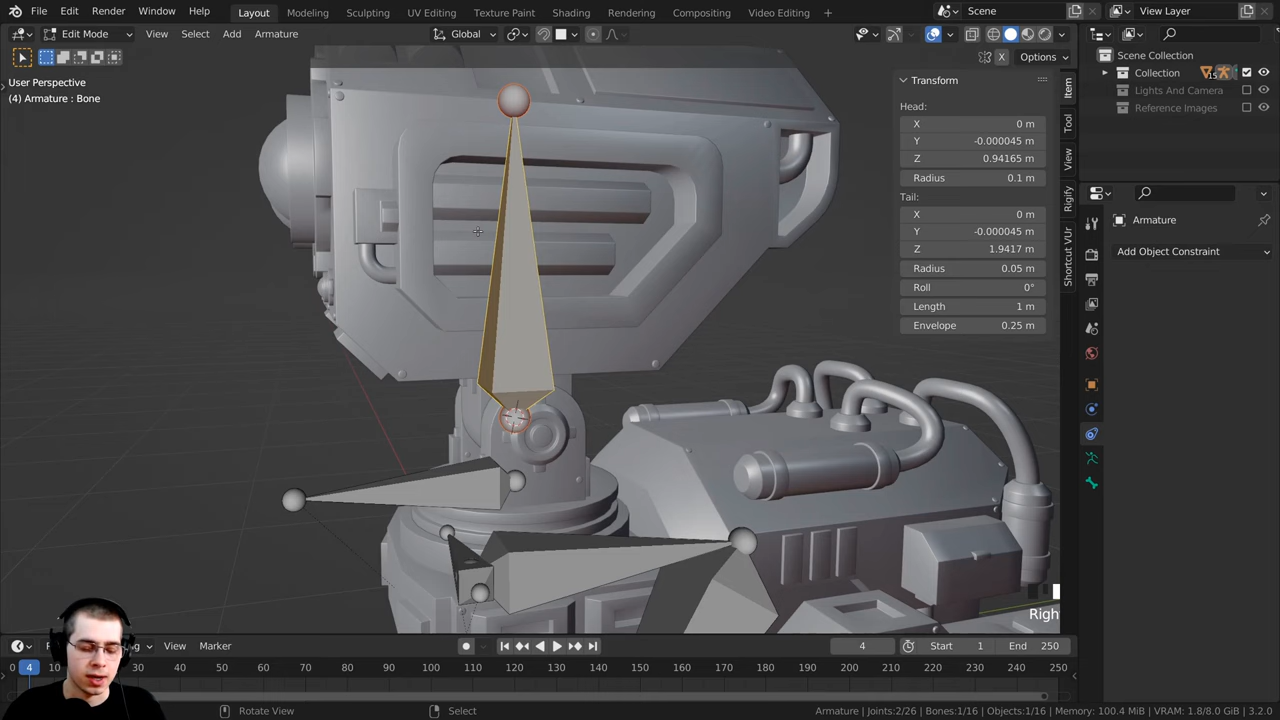 File Edit Render Window Help Layout Modeling Sculpting UV Editing Texture Paint Shading Rendering Compositing Video Editing Scene View Layer
Edit Mode View Select Add Armature Global
X Options
User Perspective
(4) Armature : Bone
Transform
Head:
X 0 m
Y -0.000045 m
Z 0.94165 m
Radius 0.1 m
Tail:
X 0 m
Y -0.000045 m
Z 1.9417 m
Radius 0.05 m
Roll 0°
Length 1 m
Envelope 0.25 m
Item
Tool
View
Rigify
Shortcut VUr
Scene Collection
Collection
Lights And Camera
Reference Images
Armature
Add Object Constraint
Righ
View Marker 4 Start 1 End 250
0 4 20 30 40 50 60 70 80 90 100 110 120 130 140 150 160 170 180 190 200 210 220 230 240 250
Rotate View Select Armature | Joints:2/26 | Bones:1/16 | Objects:1/16 | Memory: 100.4 MiB | VRAM: 1.8/8.0 GiB | 3.2.0